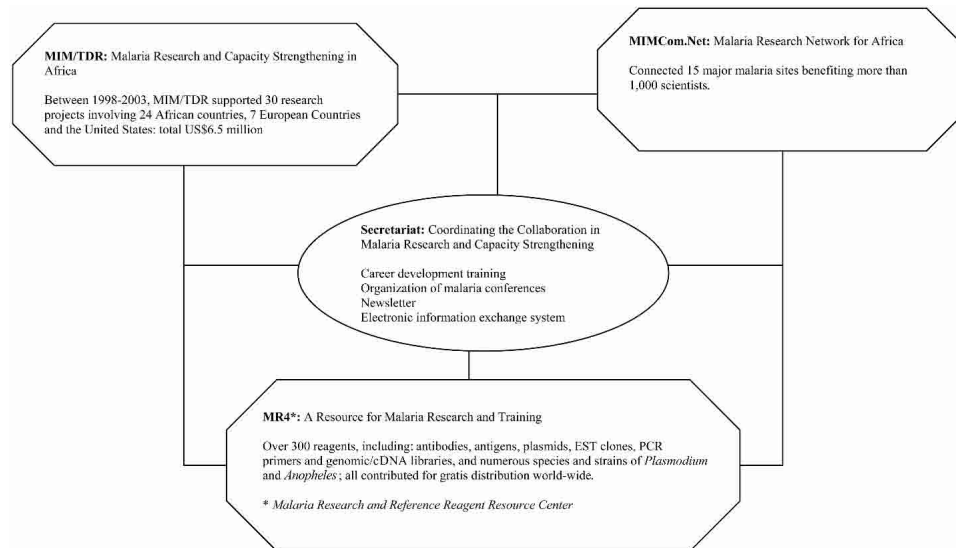 MIM/TDR: Malaria Research and Capacity Strengthening in
Africa
Between 1998-2003, MIM/TDR supported 30 research
projects involving 24 African countries, 7 European Countries
and the United States: total US$6.5 million
MIMCom.Net: Malaria Research Network for Africa
Connected 15 major malaria sites benefiting more than
1,000 scientists.
Secretariat: Coordinating the Collaboration in
Malaria Research and Capacity Strengthening
Career development training
Organization of malaria conferences
Newsletter
Electronic information exchange system
MR4*: A Resource for Malaria Research and Training
Over 300 reagents, including: antibodies, antigens, plasmids, EST clones, PCR
primers and genomic/cDNA libraries, and numerous species and strains of Plasmodium
and Anopheles; all contributed for gratis distribution world-wide.
* Malaria Research and Reference Reagent Resource Center